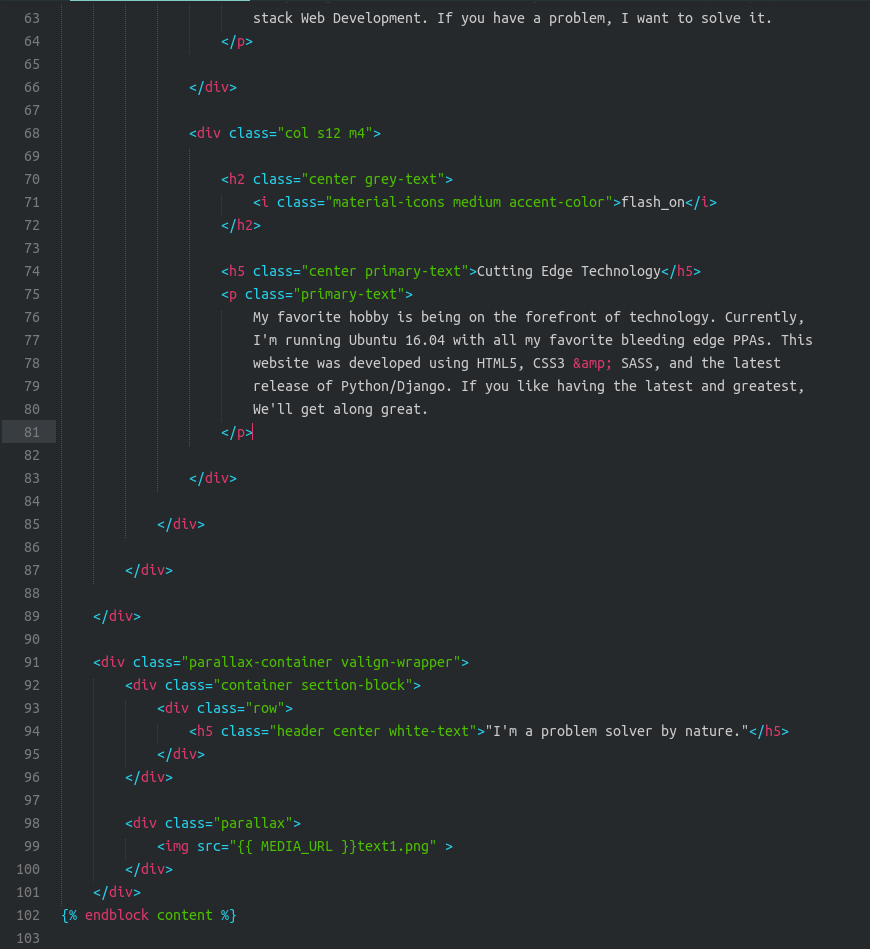 63 stack Web Development. If you have a problem, I want to solve it.
64 </p>
65
66 </div>
67
68 <div class="col s12 m4">
69
70 <h2 class="center grey-text">
71 <i class="material-icons medium accent-color">flash_on</i>
72 </h2>
73
74 <h5 class="center primary-text">Cutting Edge Technology</h5>
75 <p class="primary-text">
76 My favorite hobby is being on the forefront of technology. Currently,
77 I'm running Ubuntu 16.04 with all my favorite bleeding edge PPAs. This
78 website was developed using HTML5, CSS3 &amp; SASS, and the latest
79 release of Python/Django. If you like having the latest and greatest,
80 We'll get along great.
81 </p>
82
83 </div>
84
85 </div>
86
87 </div>
88
89 </div>
90
91 <div class="parallax-container valign-wrapper">
92 <div class="container section-block">
93 <div class="row">
94 <h5 class="header center white-text">"I'm a problem solver by nature."</h5>
95 </div>
96 </div>
97
98 <div class="parallax">
99 <img src="{{ MEDIA_URL }}text1.png" >
100 </div>
101 </div>
102 {% endblock content %}
103